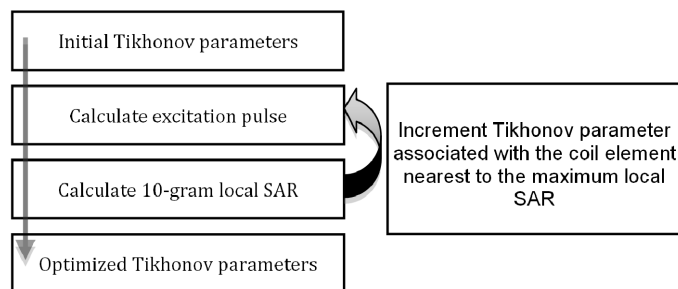 Initial Tikhonov parameters
Calculate excitation pulse
Calculate 10-gram local SAR
Optimized Tikhonov parameters
Increment Tikhonov parameter
associated with the coil element
nearest to the maximum local
SAR